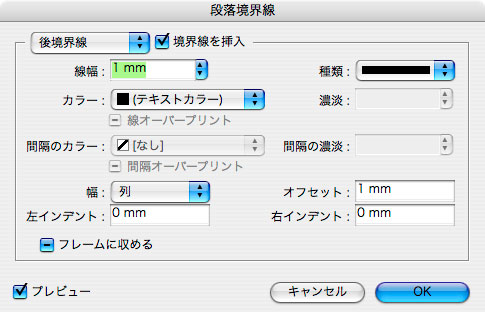 段落境界線
後境界線 境界線を挿入
線幅 : 1 mm 種類 :
カラー : (テキストカラー) 濃淡 :
線オーバープリント
間隔のカラー : [なし] 間隔の濃淡 :
間隔オーバープリント
幅 : 列 オフセット : 1 mm
左インデント : 0 mm 右インデント : 0 mm
フレームに収める
プレビュー キャンセル OK